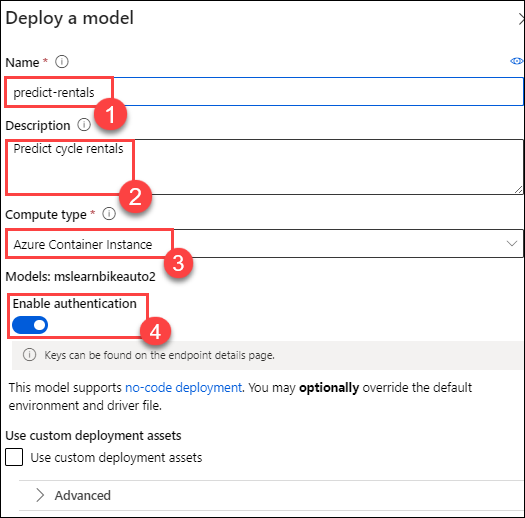 Deploy a model
Name *
predict-rentals
1
Description
Predict cycle rentals
2
Compute type *
Azure Container Instance
3
Models: mslearnbikeauto2
Enable authentication
4
Keys can be found on the endpoint details page.
This model supports no-code deployment. You may optionally override the default
environment and driver file.
Use custom deployment assets
Use custom deployment assets
Advanced